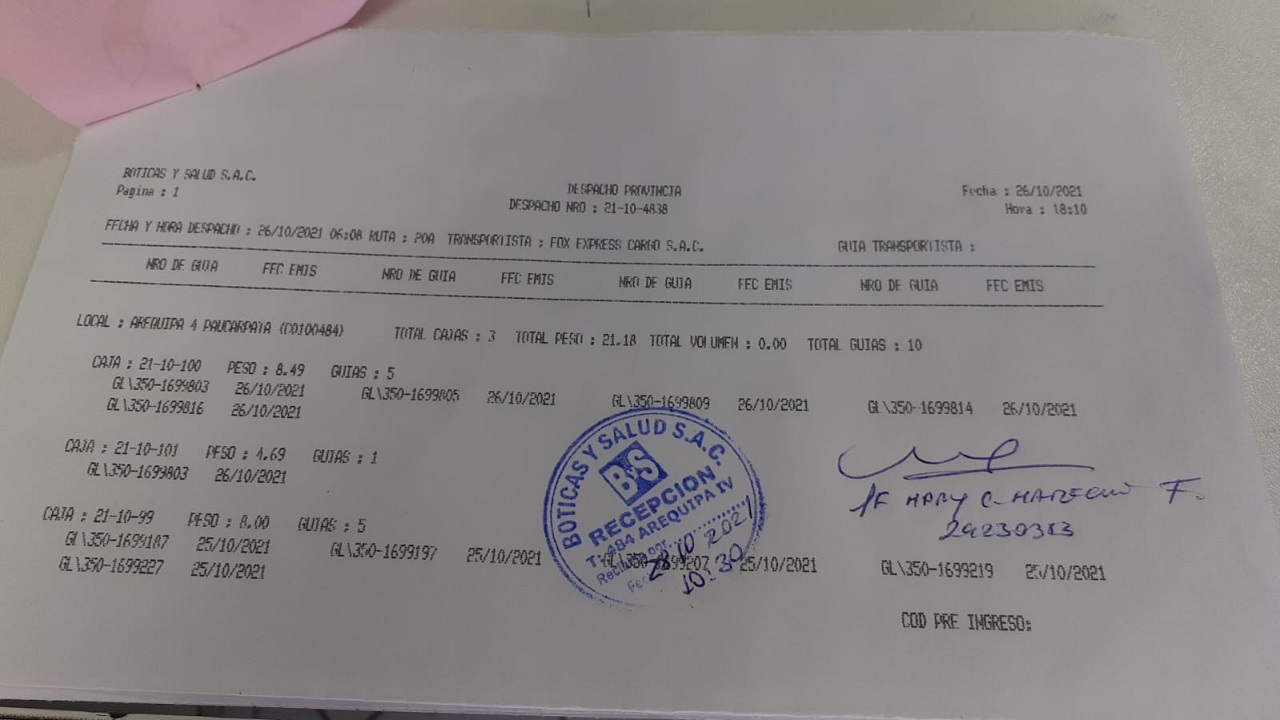 BOTICAS Y SALUD S.A.C.
Pagina : 1
DESPACHO PROVINCIA
DESPACHO NRO : 21-10-4838
Fecha : 26/10/2021
Hora : 18:10
FECHA Y HORA DESPACHO : 26/10/2021 06:08 RUTA : 20A TRANSPORTISTA : FOX EXPRESS CARGO S.A.C. GUIA TRANSPORTISTA :
NRO DE GUIA FEC EMIS NRO DE GUIA FEC EMIS NRO DE GUIA FEC EMIS NRO DE GUIA FEC EMIS
LOCAL : AREQUIPA 4 PAUCARPATA (C0100484) TOTAL CAJAS : 3 TOTAL PESO : 21.18 TOTAL VOLUMEN : 0.00 TOTAL GUIAS : 10
CAJA : 21-10-100 PESO : 8.49 GUIAS : 5
GL\350-1699803 26/10/2021 GL\350-1699805 26/10/2021 GL\350-1699809 26/10/2021 GL\350-1699814 26/10/2021
GL\350-1699816 26/10/2021
CAJA : 21-10-101 PESO : 4.69 GUIAS : 1
GL\350-1699803 26/10/2021
CAJA : 21-10-99 PESO : 8.00 GUIAS : 5
GL\350-1699187 25/10/2021 GL\350-1699197 25/10/2021 GL\350-1699207 25/10/2021 GL\350-1699219 25/10/2021
GL\350-1699227 25/10/2021
BOTICAS Y SALUD S.A.C.
B·S
RECEPCION
T: 484 AREQUIPA IV
28 10 2021
10:30
29230353
COD PRE INGRESO: